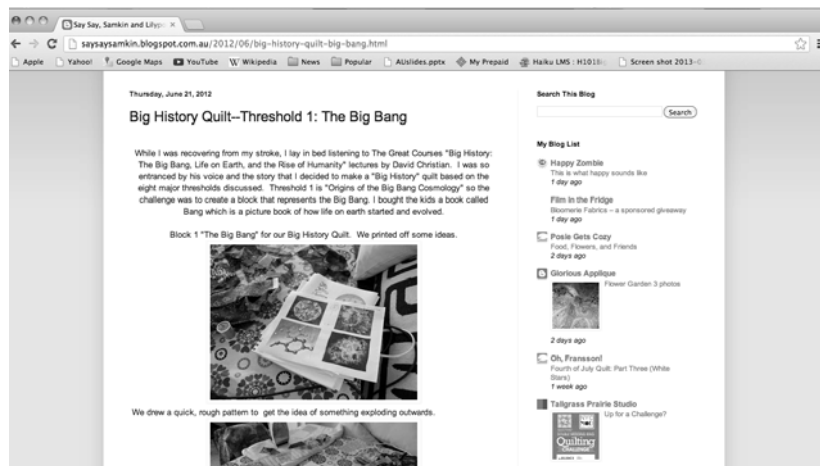 Say Say, Samkin and Lilyp
saysaysamkin.blogspot.com.au/2012/06/big-history-quilt-big-bang.html
Apple Yahoo! Google Maps YouTube Wikipedia News Popular AUslides.pptx My Prepaid Haiku LMS : H101Bi Screen shot 2013-0
Thursday, June 21, 2012
Big History Quilt--Threshold 1: The Big Bang
While I was recovering from my stroke, I lay in bed listening to The Great Courses "Big History:
The Big Bang, Life on Earth, and the Rise of Humanity" lectures by David Christian. I was so
entranced by his voice and the story that I decided to make a "Big History" quilt based on the
eight major thresholds discussed. Threshold 1 is "Origins of the Big Bang Cosmology" so the
challenge was to create a block that represents the Big Bang. I bought the kids a book called
Bang which is a picture book of how life on earth started and evolved.
Block 1 "The Big Bang" for our Big History Quilt. We printed off some ideas.
We drew a quick, rough pattern to get the idea of something exploding outwards.
Search This Blog
Search
My Blog List
Happy Zombie
This is what happy sounds like
1 day ago
Film in the Fridge
Bloomerie Fabrics – a sponsored giveaway
1 day ago
Posie Gets Cozy
Food, Flowers, and Friends
2 days ago
Glorious Applique
Flower Garden 3 photos
2 days ago
Oh, Fransson!
Fourth of July Quilt: Part Three (White
Stars)
1 week ago
Tallgrass Prairie Studio
Up for a Challenge?
Quilting
CHALLENGE